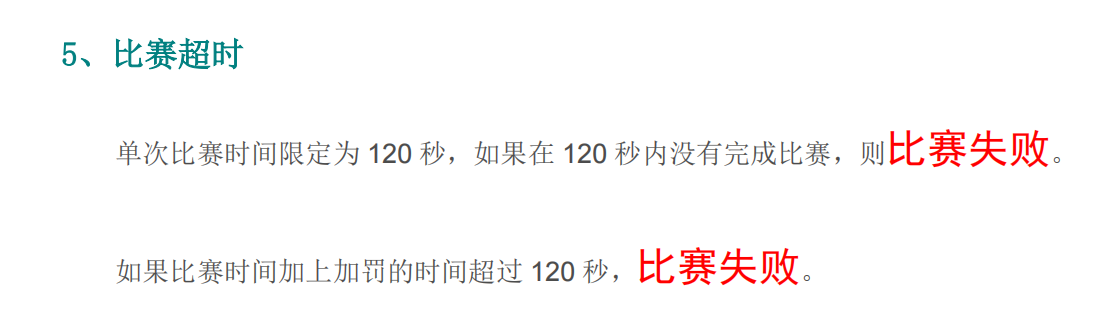 5、比赛超时
单次比赛时间限定为 120 秒，如果在 120 秒内没有完成比赛，则比赛失败。
如果比赛时间加上加罚的时间超过 120 秒，比赛失败。